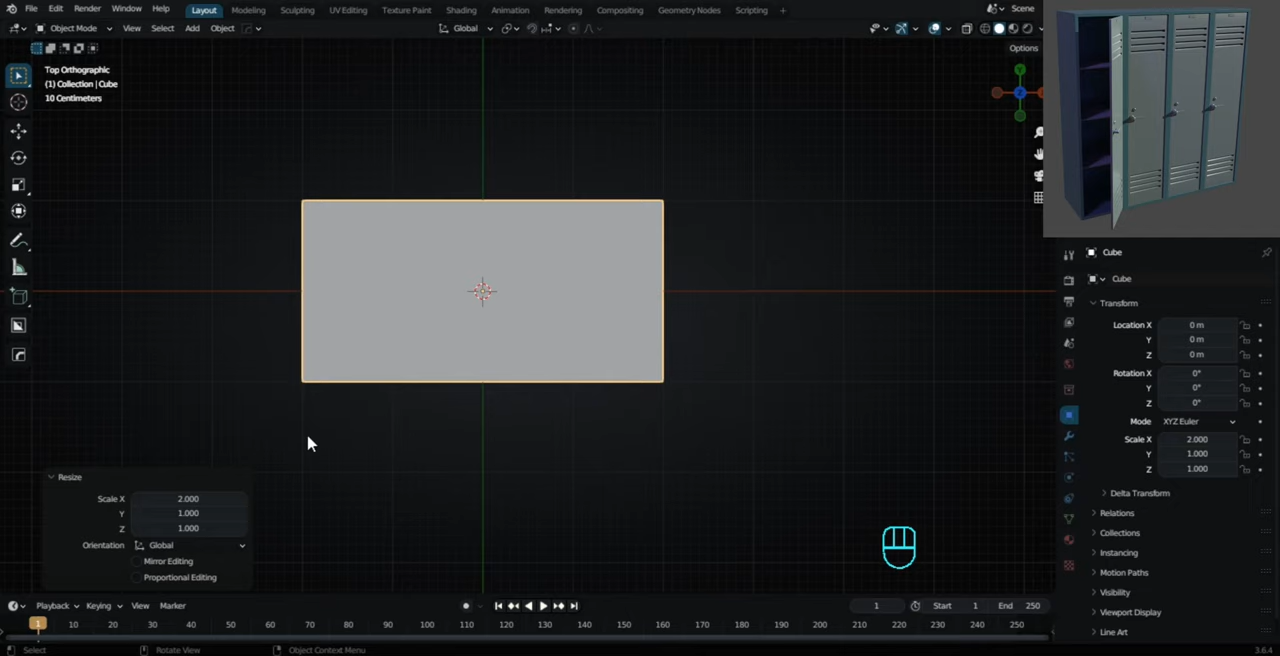 File Edit Render Window Help Layout Modeling Sculpting UV Editing Texture Paint Shading Animation Rendering Compositing Geometry Nodes Scripting + Scene
Object Mode View Select Add Object Global
Options
Top Orthographic
(1) Collection | Cube
10 Centimeters
Z
Cube
Cube
Transform
Location X 0 m
Y 0 m
Z 0 m
Rotation X 0°
Y 0°
Z 0°
Mode XYZ Euler
Scale X 2.000
Y 1.000
Z 1.000
Delta Transform
Relations
Collections
Instancing
Motion Paths
Visibility
Viewport Display
Line Art
Resize
Scale X 2.000
Y 1.000
Z 1.000
Orientation Global
Mirror Editing
Proportional Editing
Playback Keying View Marker 1 Start 1 End 250
1 10 20 30 40 50 60 70 80 90 100 110 120 130 140 150 160 170 180 190 200 210 220 230 240 250
Select Rotate View Object Context Menu 3.6.4